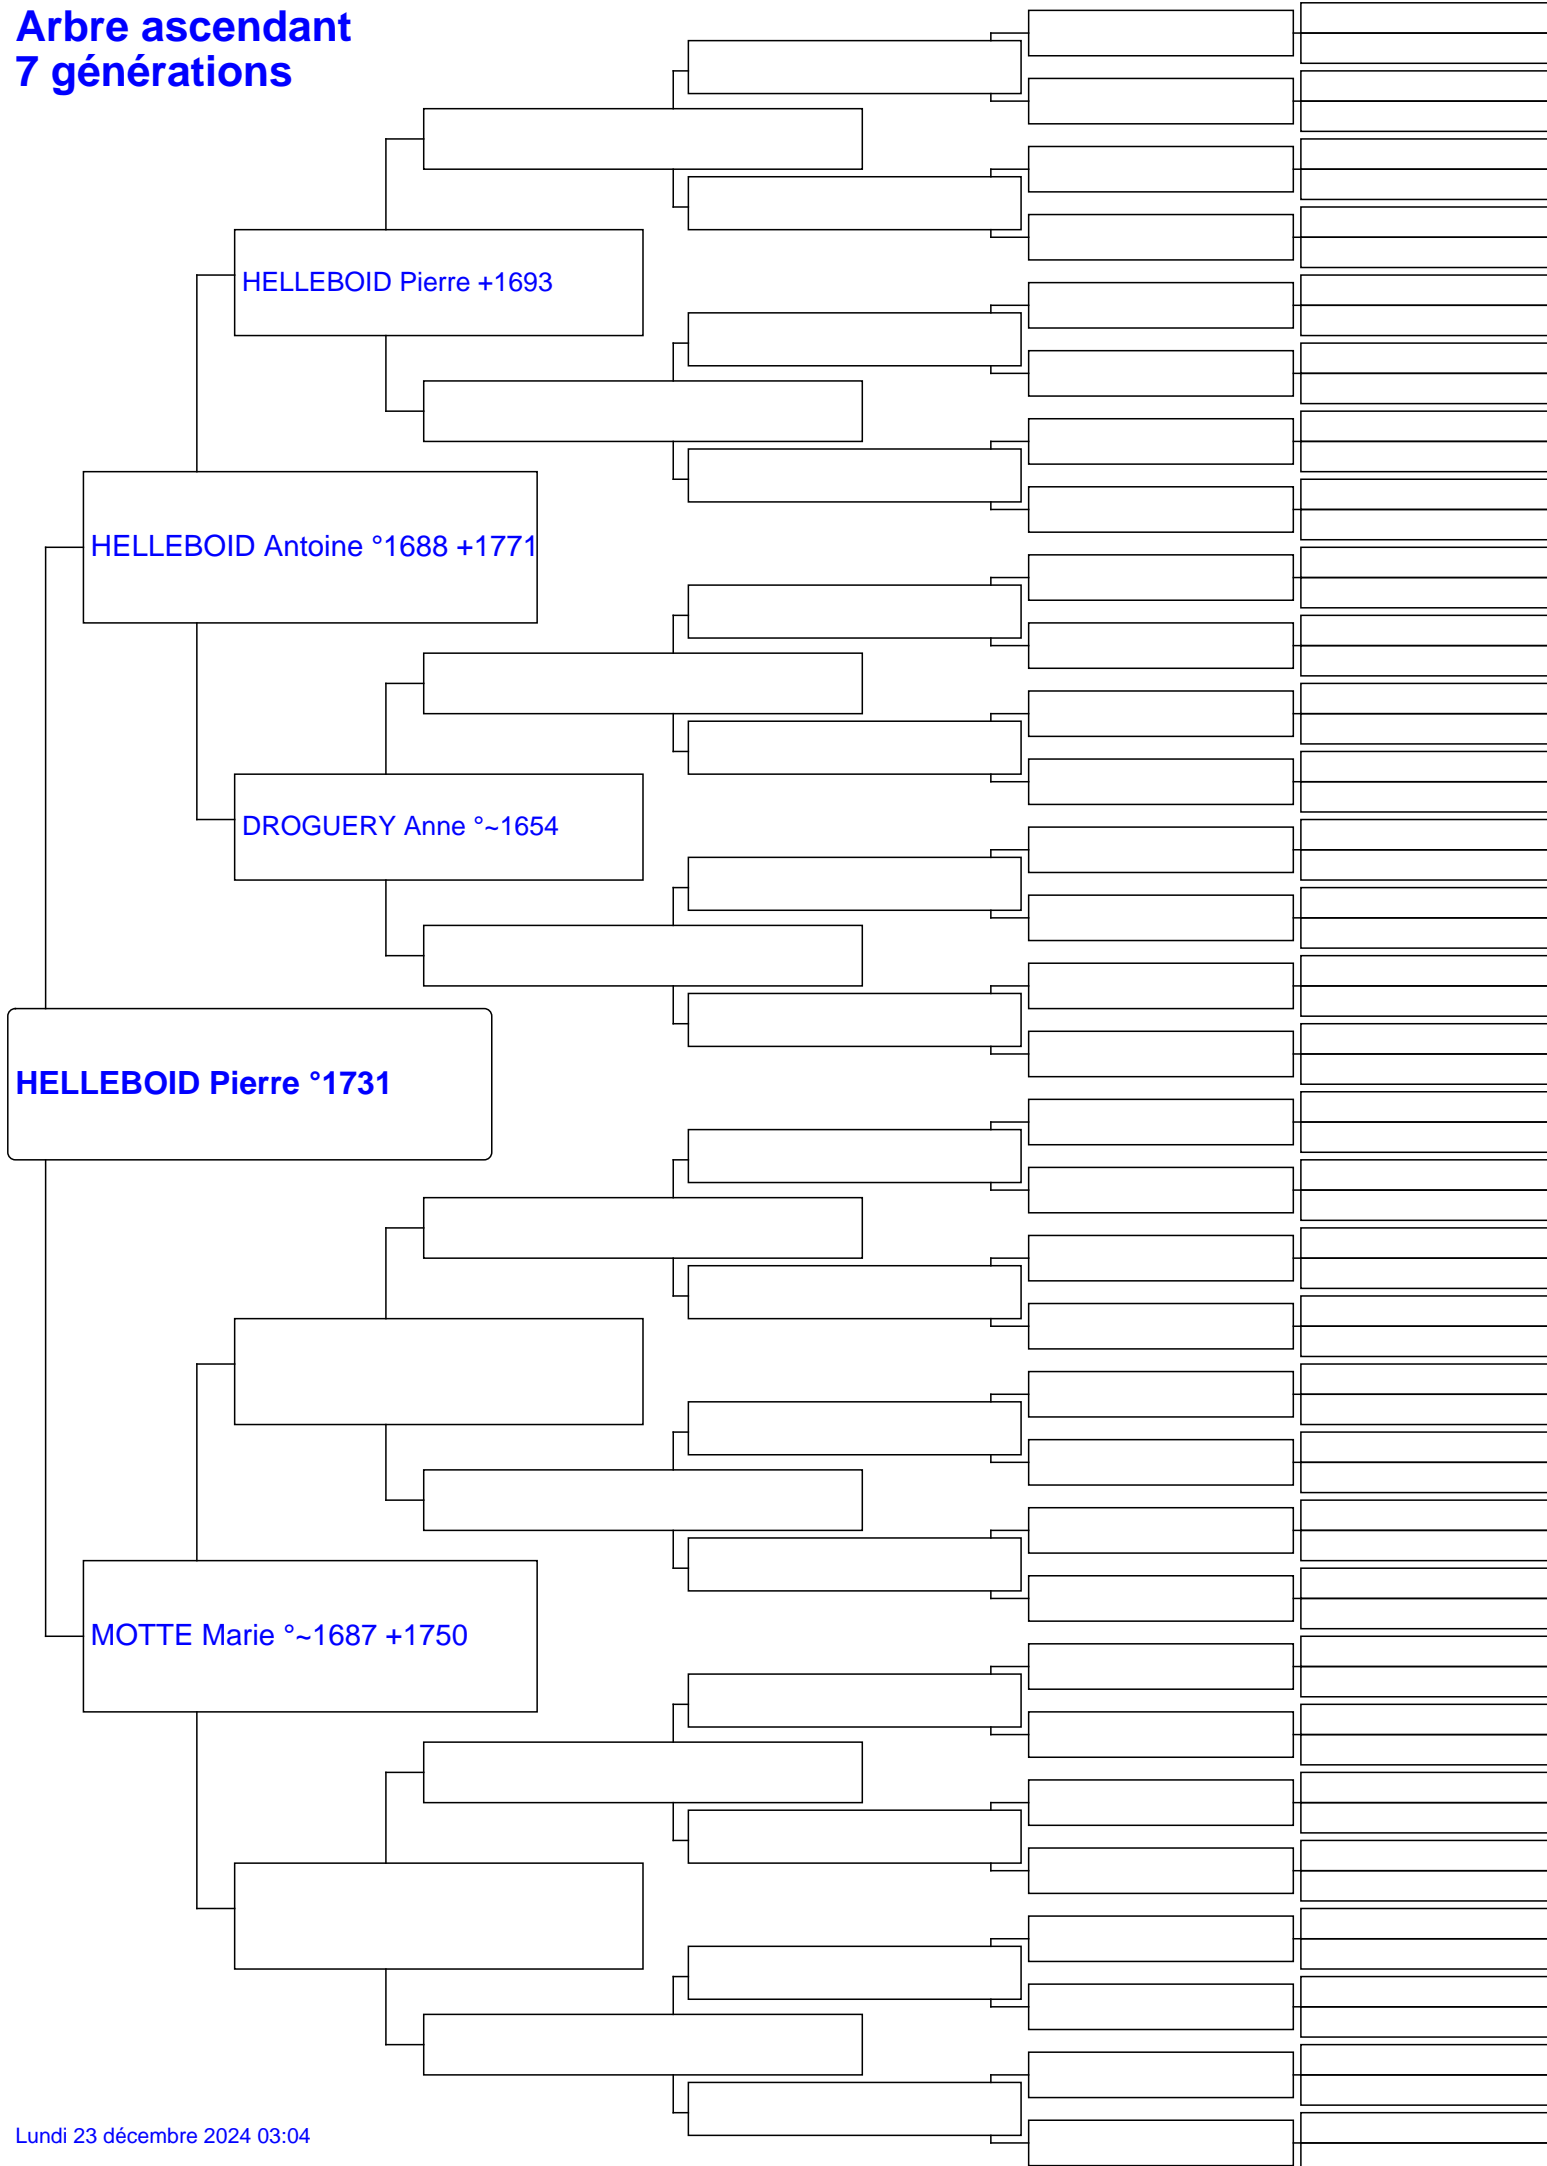 Arbre ascendant
7 générations
HELLEBOID Pierre +1693
HELLEBOID Antoine °1688 +1771
DROGUERY Anne °~1654
HELLEBOID Pierre °1731
MOTTE Marie °~1687 +1750
Lundi 23 décembre 2024 03:04